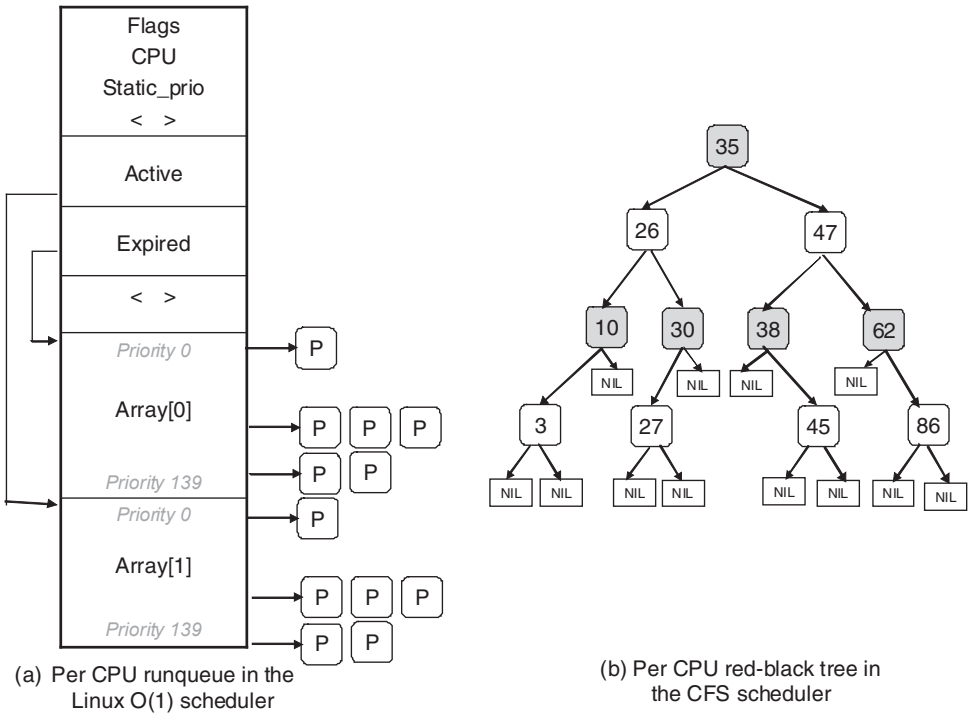 Flags
CPU
Static_prio
< >
Active
Expired
< >
Priority 0
P
Array[0]
P P P
Priority 139
P P
Priority 0
P
Array[1]
P P P
Priority 139
P P
(a) Per CPU runqueue in the
Linux O(1) scheduler
35
26 47
10 30 38 62
NIL NIL NIL NIL
3 27 45 86
NIL NIL NIL NIL NIL NIL NIL NIL
(b) Per CPU red-black tree in
the CFS scheduler